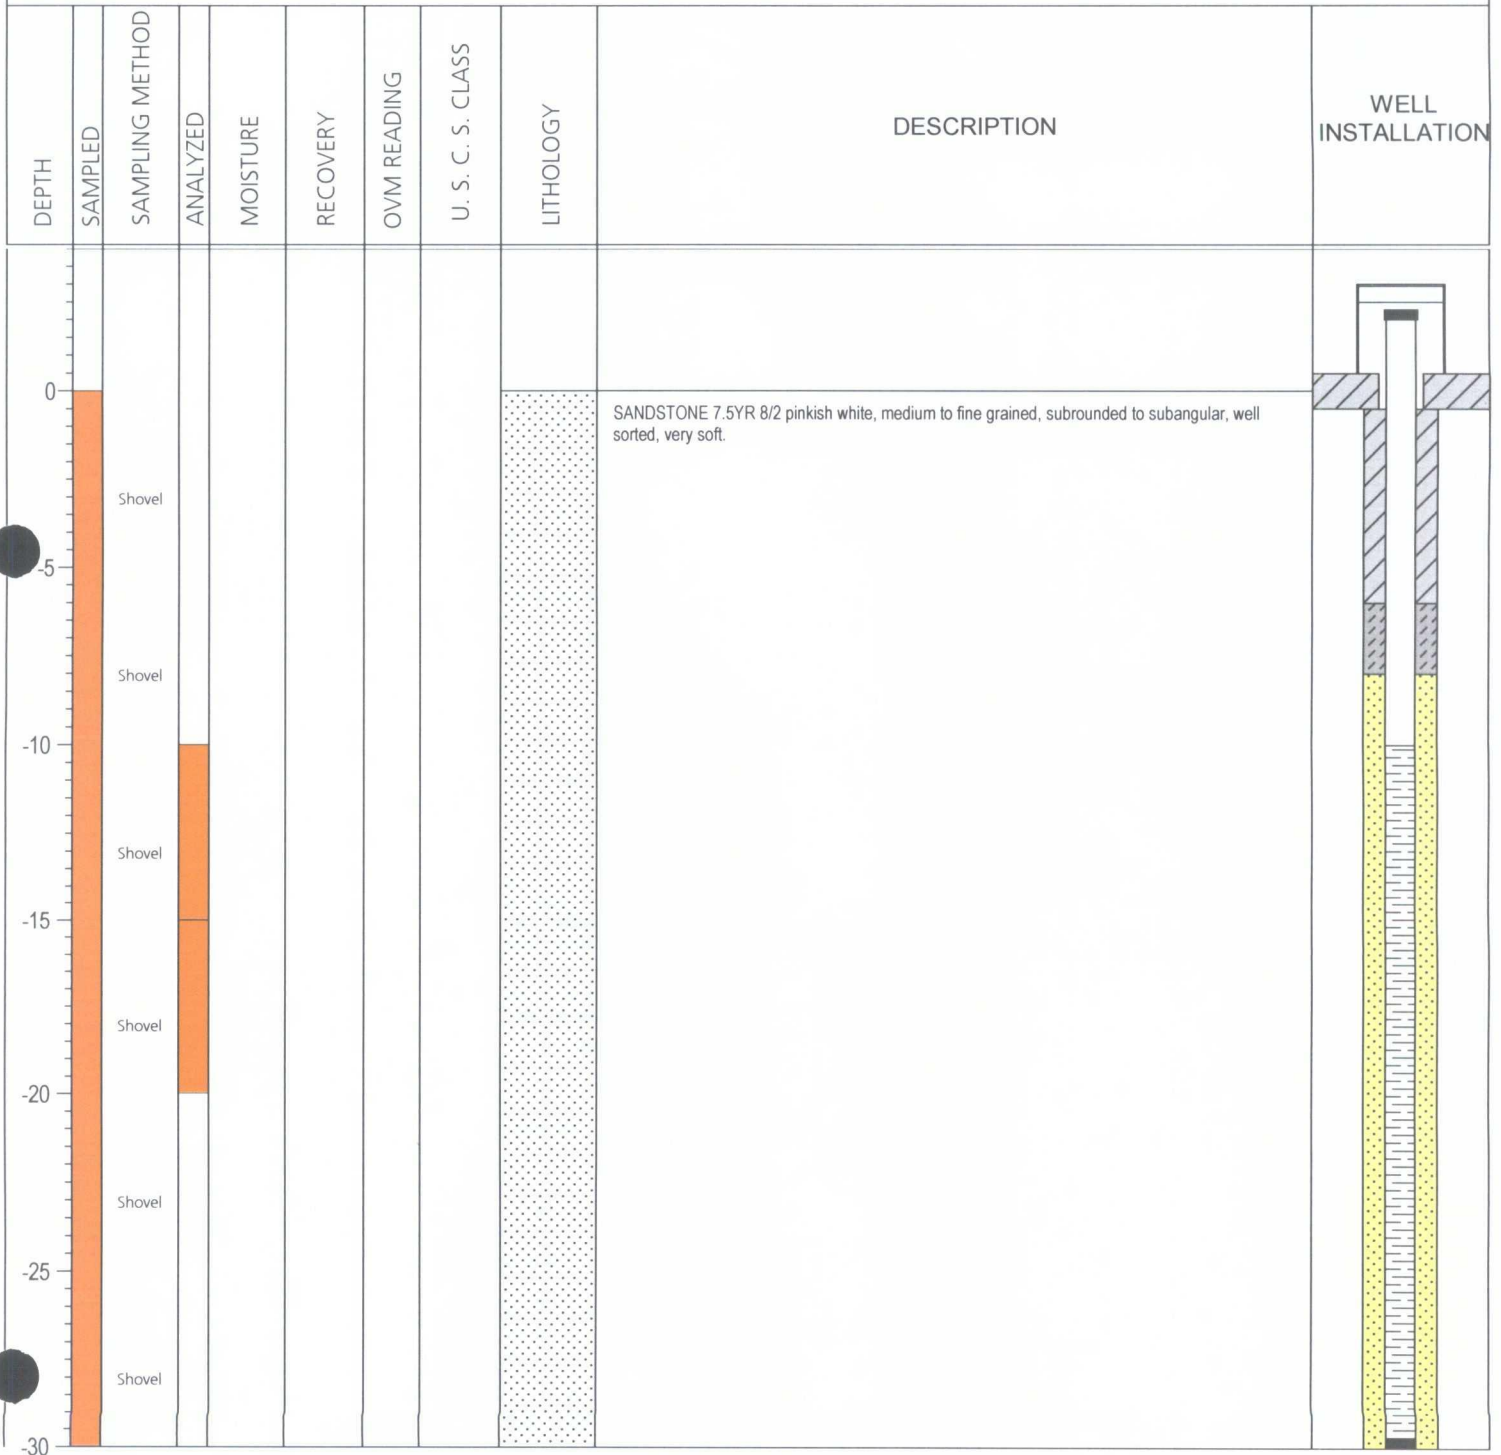 DEPTH
SAMPLED
SAMPLING METHOD
ANALYZED
MOISTURE
RECOVERY
OVM READING
U. S. C. S. CLASS
LITHOLOGY
DESCRIPTION
WELL
INSTALLATION
0
SANDSTONE 7.5YR 8/2 pinkish white, medium to fine grained, subrounded to subangular, well
sorted, very soft.
Shovel
-5
Shovel
-10
Shovel
-15
Shovel
-20
Shovel
-25
Shovel
-30